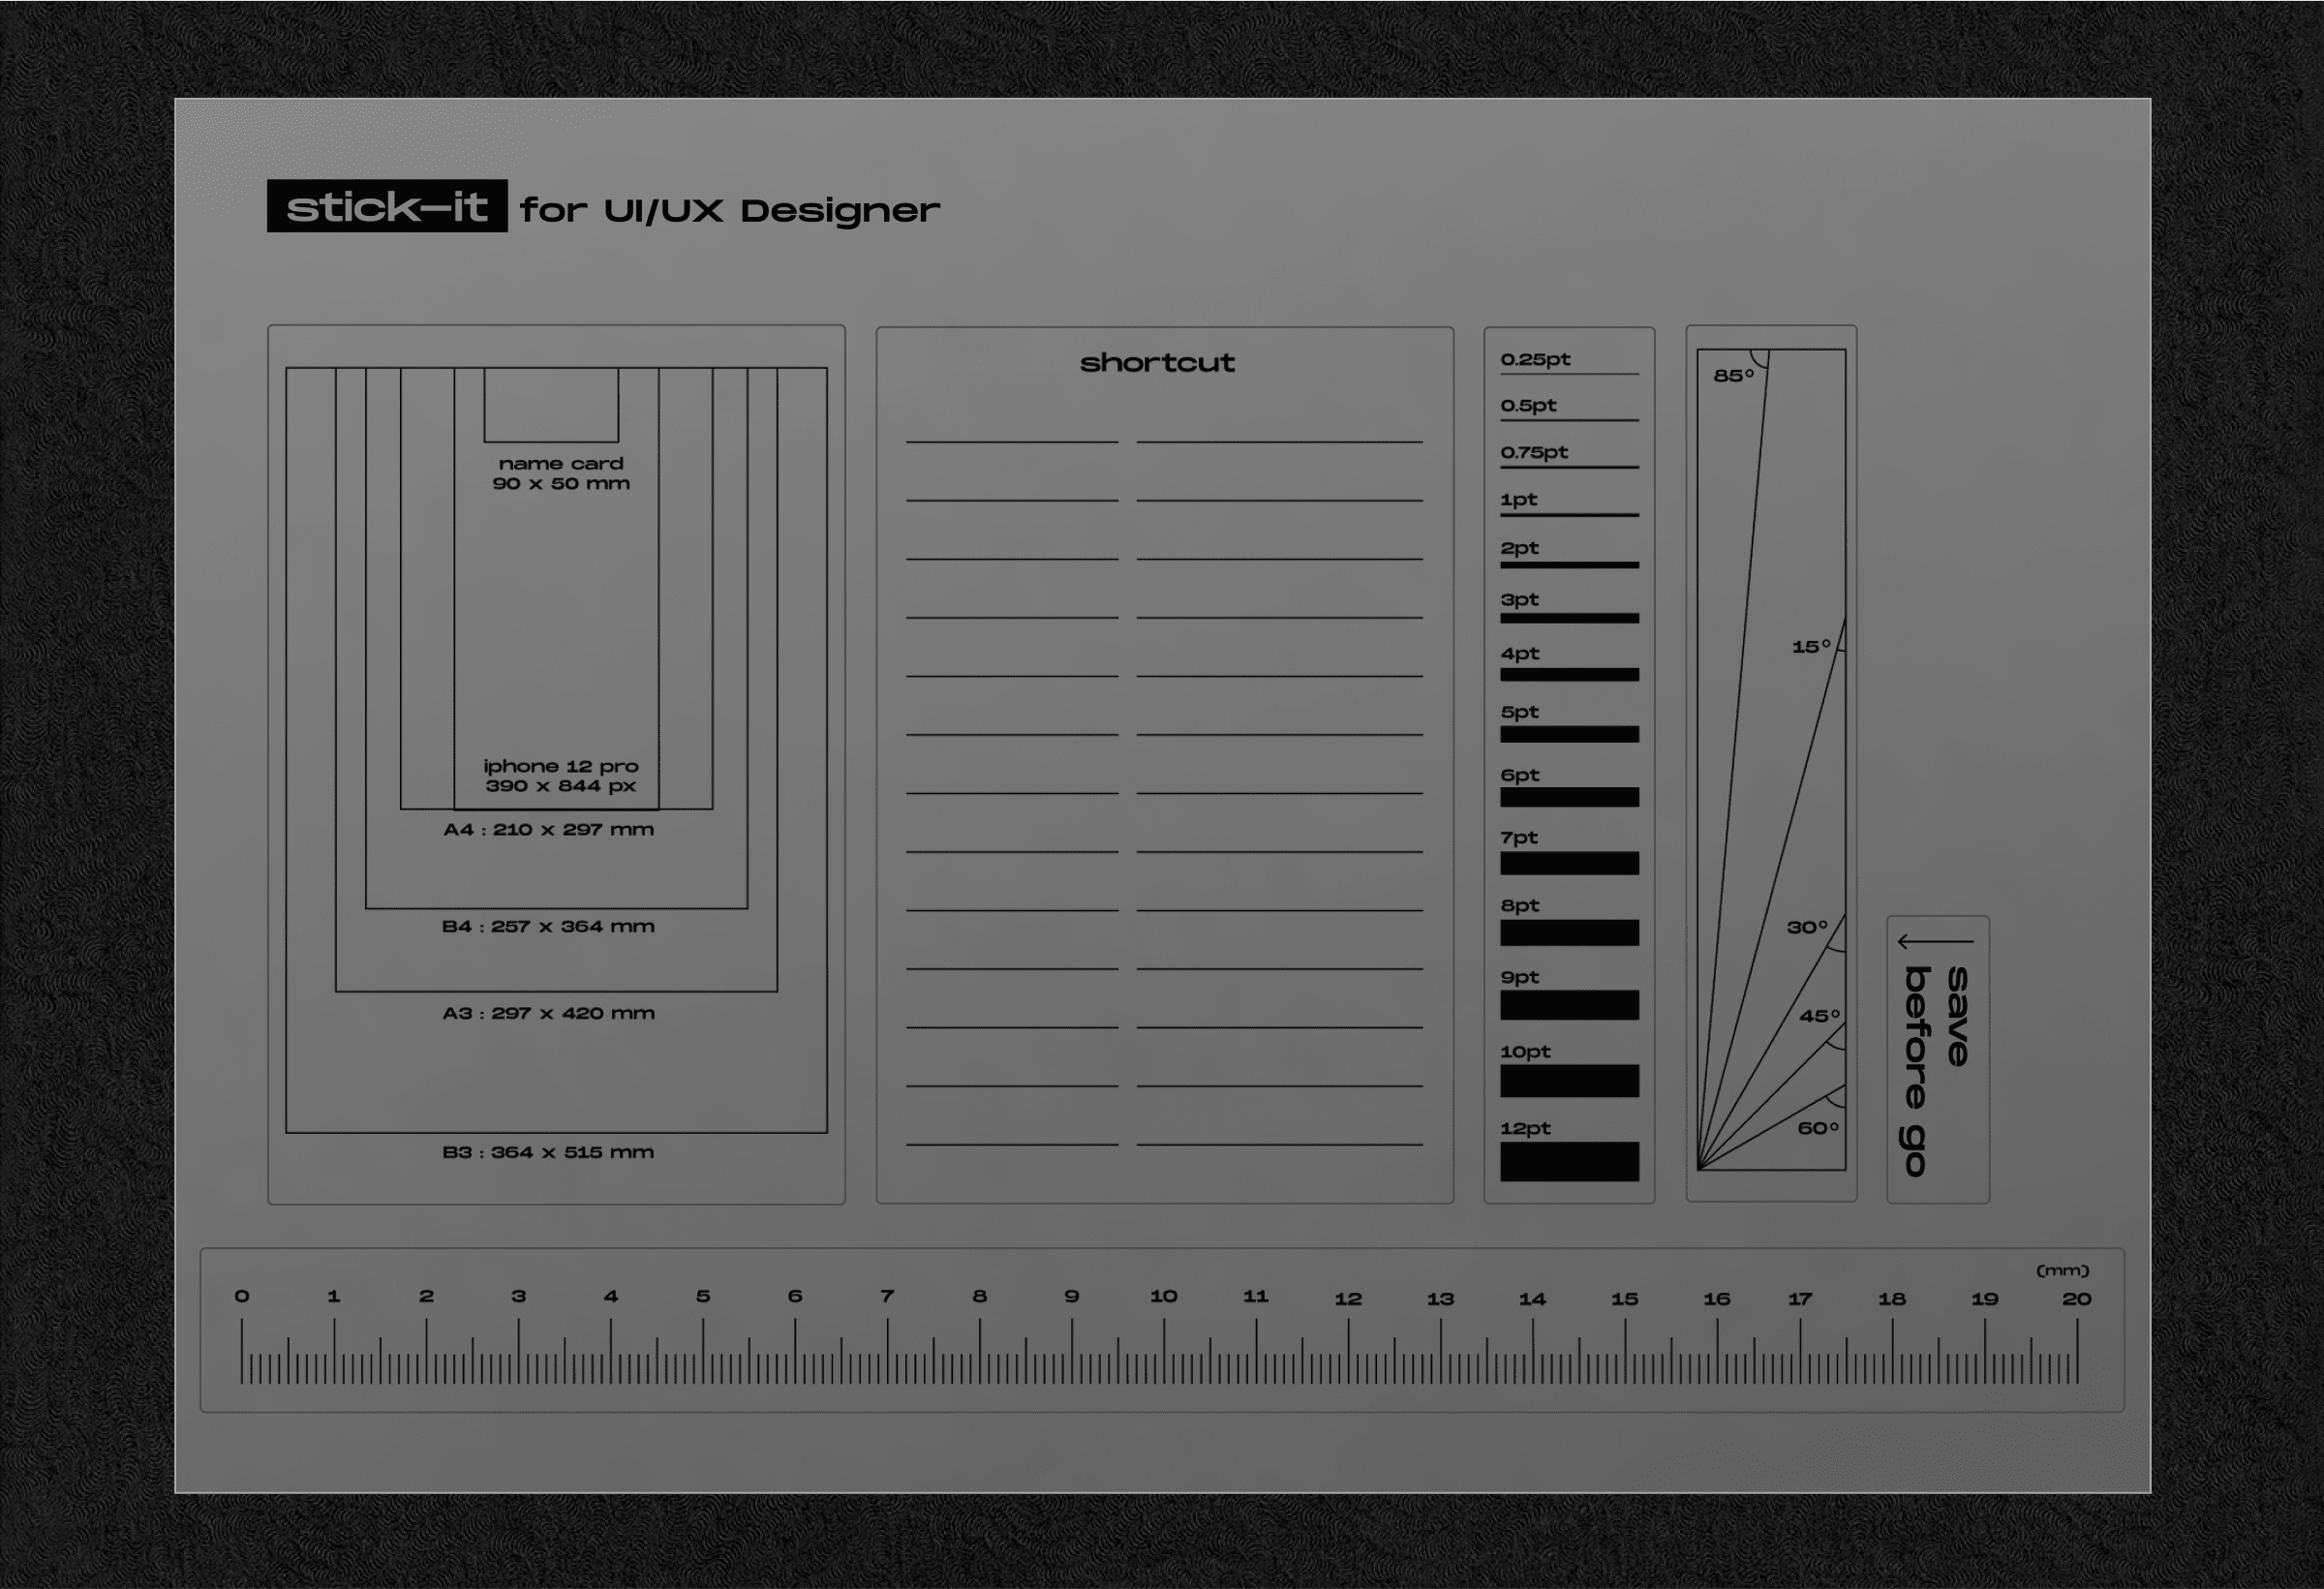 stick-it for UI/UX Designer
name card
90 x 50 mm
iphone 12 pro
390 x 844 px
A4 : 210 x 297 mm
B4 : 257 x 364 mm
A3 : 297 x 420 mm
B3 : 364 x 515 mm
shortcut
0.25pt
0.5pt
0.75pt
1pt
2pt
3pt
4pt
5pt
6pt
7pt
8pt
9pt
10pt
12pt
85°
15°
30°
45°
60°
save
before go
(mm)
0 1 2 3 4 5 6 7 8 9 10 11 12 13 14 15 16 17 18 19 20